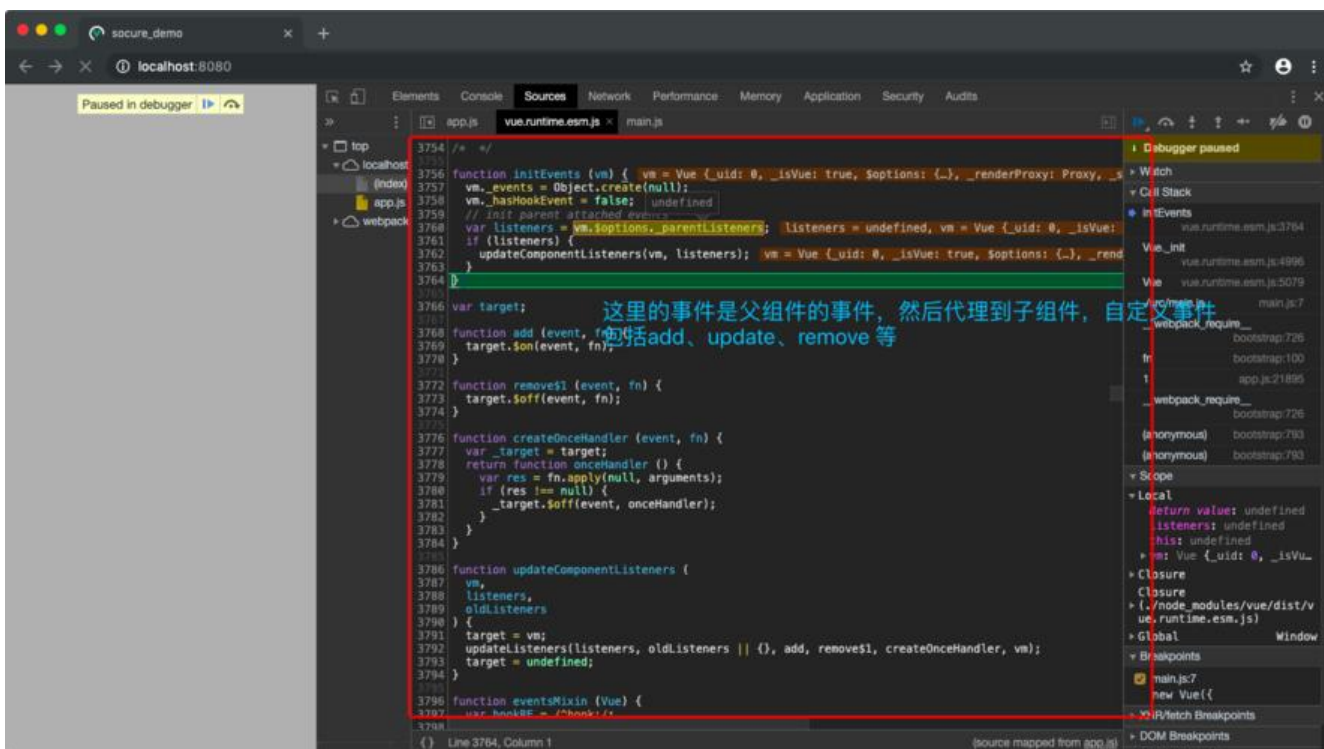 socure_demo
localhost:8080
Paused in debugger
Elements Console Sources Network Performance Memory Application Security Audits
app.js vue.runtime.esm.js × main.js
top
localhost
(index)
app.js
webpack
3754 /* */
3755
3756 function initEvents (vm) { vm = Vue {_uid: 0, _isVue: true, $options: {…}, _renderProxy: Proxy, _s
3757 vm._events = Object.create(null);
3758 vm._hasHookEvent = false; undefined
3759 // init parent attached events
3760 var listeners = vm.$options._parentListeners; listeners = undefined, vm = Vue {_uid: 0, _isVue:
3761 if (listeners) {
3762 updateComponentListeners(vm, listeners); vm = Vue {_uid: 0, _isVue: true, $options: {…}, _rend
3763 }
3764 }
3765
3766 var target;
这里的事件是父组件的事件，然后代理到子组件，自定义事件
包括add、update、remove 等
3768 function add (event, fn) {
3769 target.$on(event, fn);
3770 }
3771
3772 function remove$1 (event, fn) {
3773 target.$off(event, fn);
3774 }
3775
3776 function createOnceHandler (event, fn) {
3777 var _target = target;
3778 return function onceHandler () {
3779 var res = fn.apply(null, arguments);
3780 if (res !== null) {
3781 _target.$off(event, onceHandler);
3782 }
3783 }
3784 }
3785
3786 function updateComponentListeners (
3787 vm,
3788 listeners,
3789 oldListeners
3790 ) {
3791 target = vm;
3792 updateListeners(listeners, oldListeners || {}, add, remove$1, createOnceHandler, vm);
3793 target = undefined;
3794 }
3795
3796 function eventsMixin (Vue) {
3797 var hookRE = /^hook:/;
3798
{} Line 3764, Column 1 (source mapped from app.js)
Debugger paused
Watch
Call Stack
initEvents
vue.runtime.esm.js:3764
Vue._init
vue.runtime.esm.js:4996
Vue vue.runtime.esm.js:5079
./src/main.js main.js:7
__webpack_require__
bootstrap:726
fn bootstrap:100
1 app.js:21895
__webpack_require__
bootstrap:726
(anonymous) bootstrap:793
(anonymous) bootstrap:793
Scope
Local
Return value: undefined
listeners: undefined
this: undefined
vm: Vue {_uid: 0, _isVu…
Closure
Closure
(./node_modules/vue/dist/v
ue.runtime.esm.js)
Global Window
Breakpoints
main.js:7
new Vue({
XHR/fetch Breakpoints
DOM Breakpoints